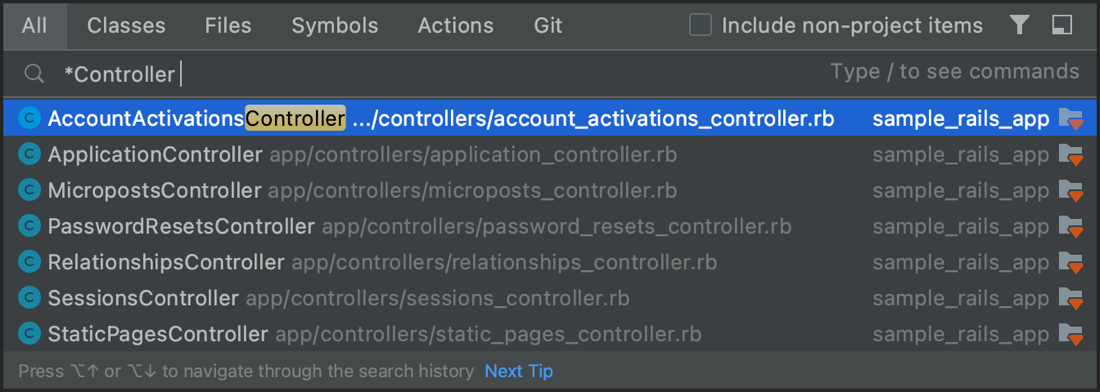 All Classes Files Symbols Actions Git Include non-project items
*Controller Type / to see commands
AccountActivationsController .../controllers/account_activations_controller.rb sample_rails_app
ApplicationController app/controllers/application_controller.rb sample_rails_app
MicropostsController app/controllers/microposts_controller.rb sample_rails_app
PasswordResetsController app/controllers/password_resets_controller.rb sample_rails_app
RelationshipsController app/controllers/relationships_controller.rb sample_rails_app
SessionsController app/controllers/sessions_controller.rb sample_rails_app
StaticPagesController app/controllers/static_pages_controller.rb sample_rails_app
Press ⌥↑ or ⌥↓ to navigate through the search history Next Tip